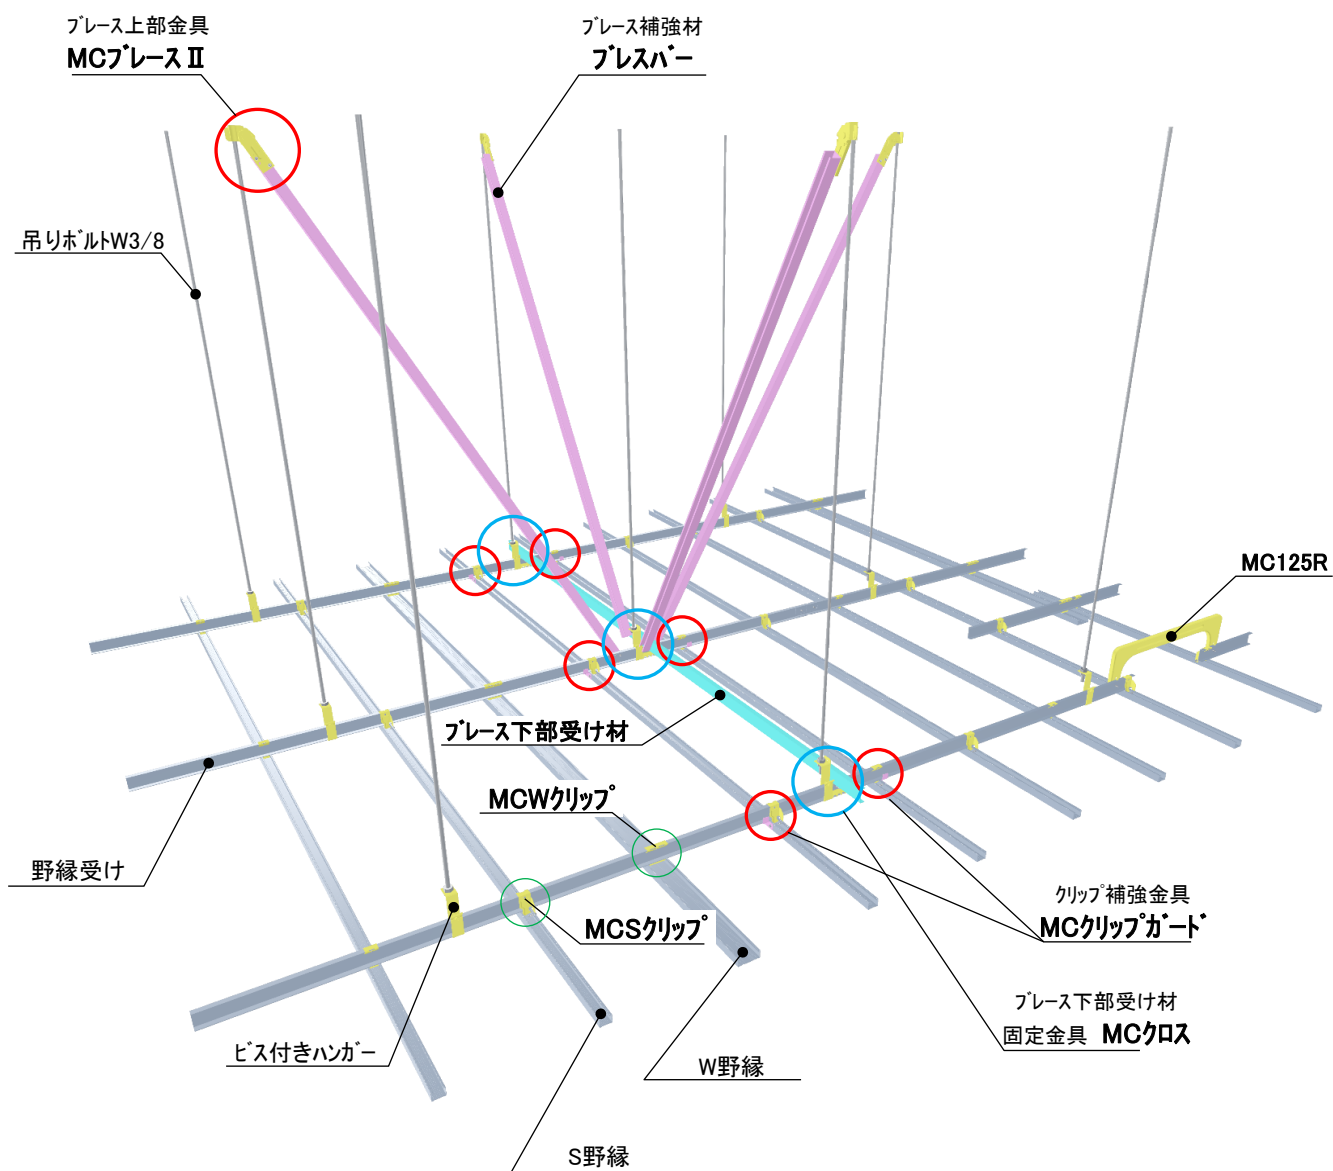 ブレース上部金具
MCブレースⅡ
ブレース補強材
ブレスバー
吊りボルトW3/8
MC125R
ブレース下部受け材
MCWクリップ
野縁受け
MCSクリップ
クリップ補強金具
MCクリップガード
ブレース下部受け材
固定金具 MCクロス
ビス付きハンガー
W野縁
S野縁